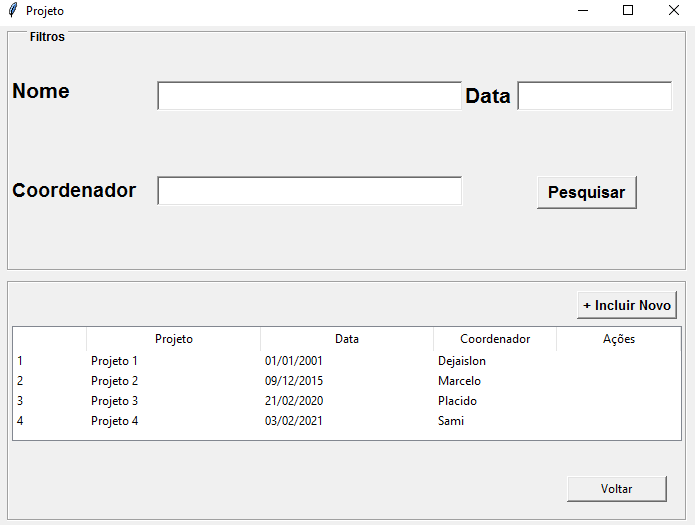 Projeto
Filtros
Nome Data
Coordenador Pesquisar
+ Incluir Novo
Projeto Data Coordenador Ações
1 Projeto 1 01/01/2001 Dejaislon
2 Projeto 2 09/12/2015 Marcelo
3 Projeto 3 21/02/2020 Placido
4 Projeto 4 03/02/2021 Sami
Voltar